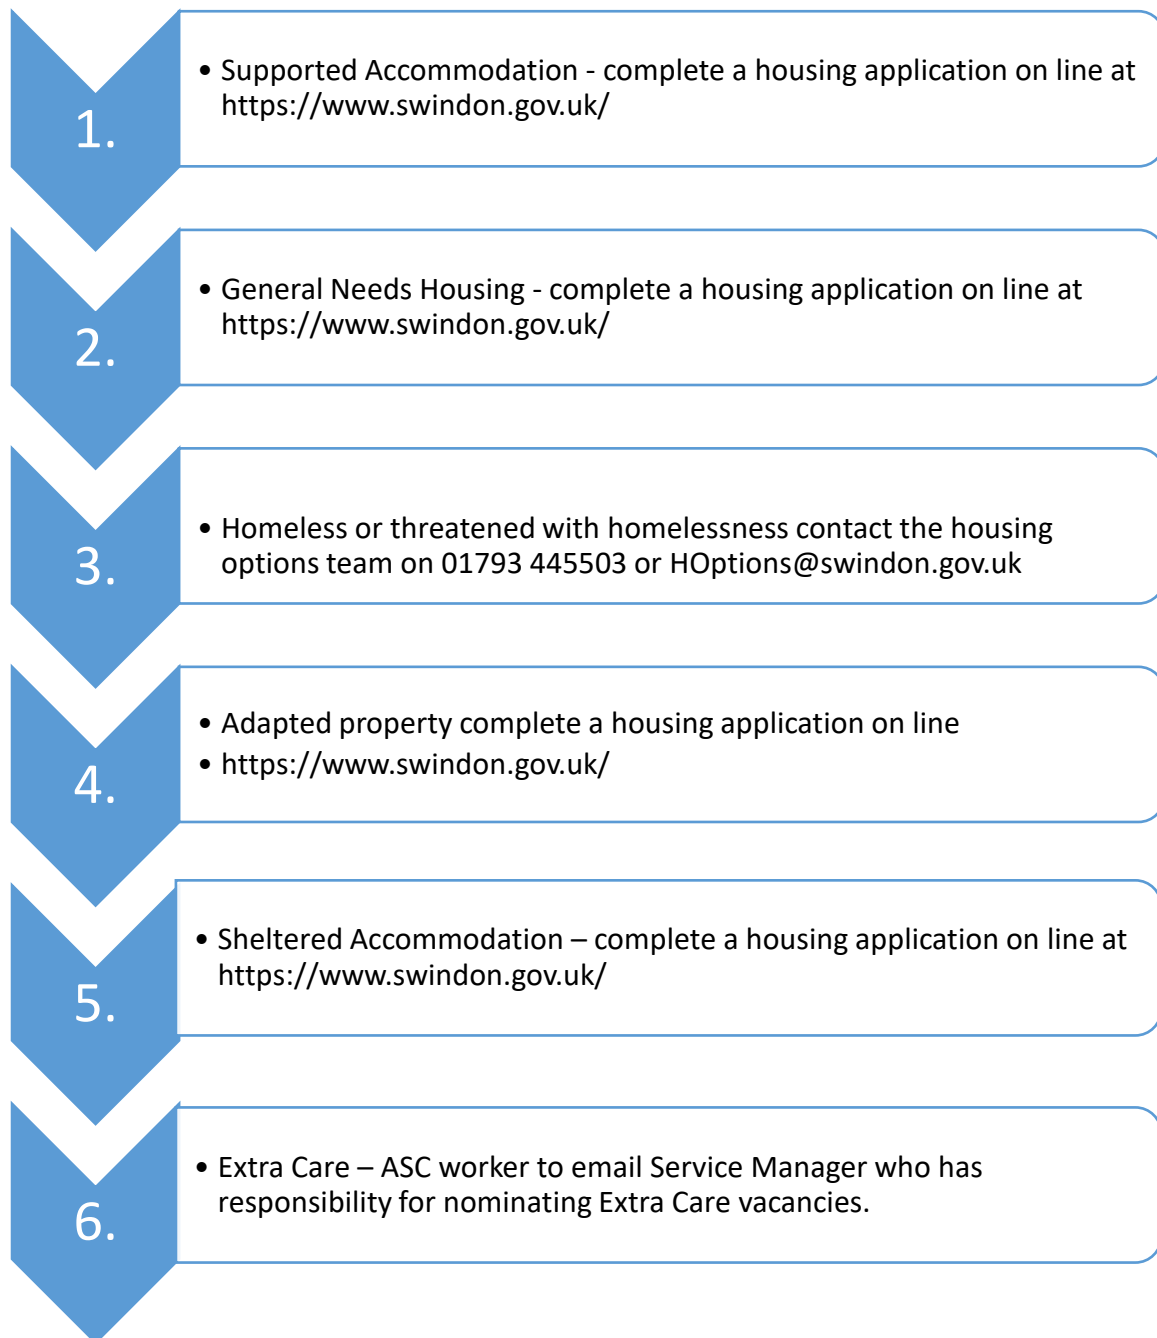 1.
• Supported Accommodation - complete a housing application on line at
https://www.swindon.gov.uk/
2.
• General Needs Housing - complete a housing application on line at
https://www.swindon.gov.uk/
3.
• Homeless or threatened with homelessness contact the housing
options team on 01793 445503 or HOptions@swindon.gov.uk
4.
• Adapted property complete a housing application on line
• https://www.swindon.gov.uk/
5.
• Sheltered Accommodation – complete a housing application on line at
https://www.swindon.gov.uk/
6.
• Extra Care – ASC worker to email Service Manager who has
responsibility for nominating Extra Care vacancies.